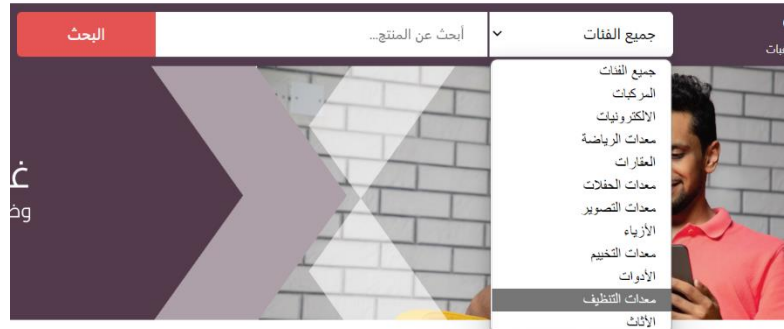 جميع الفئات
أبحث عن المنتج...
البحث
جميع الفئات
المركبات
الالكترونيات
معدات الرياضة
العقارات
معدات الحفلات
معدات التصوير
الأزياء
معدات التخييم
الأدوات
معدات التنظيف
الأثاث